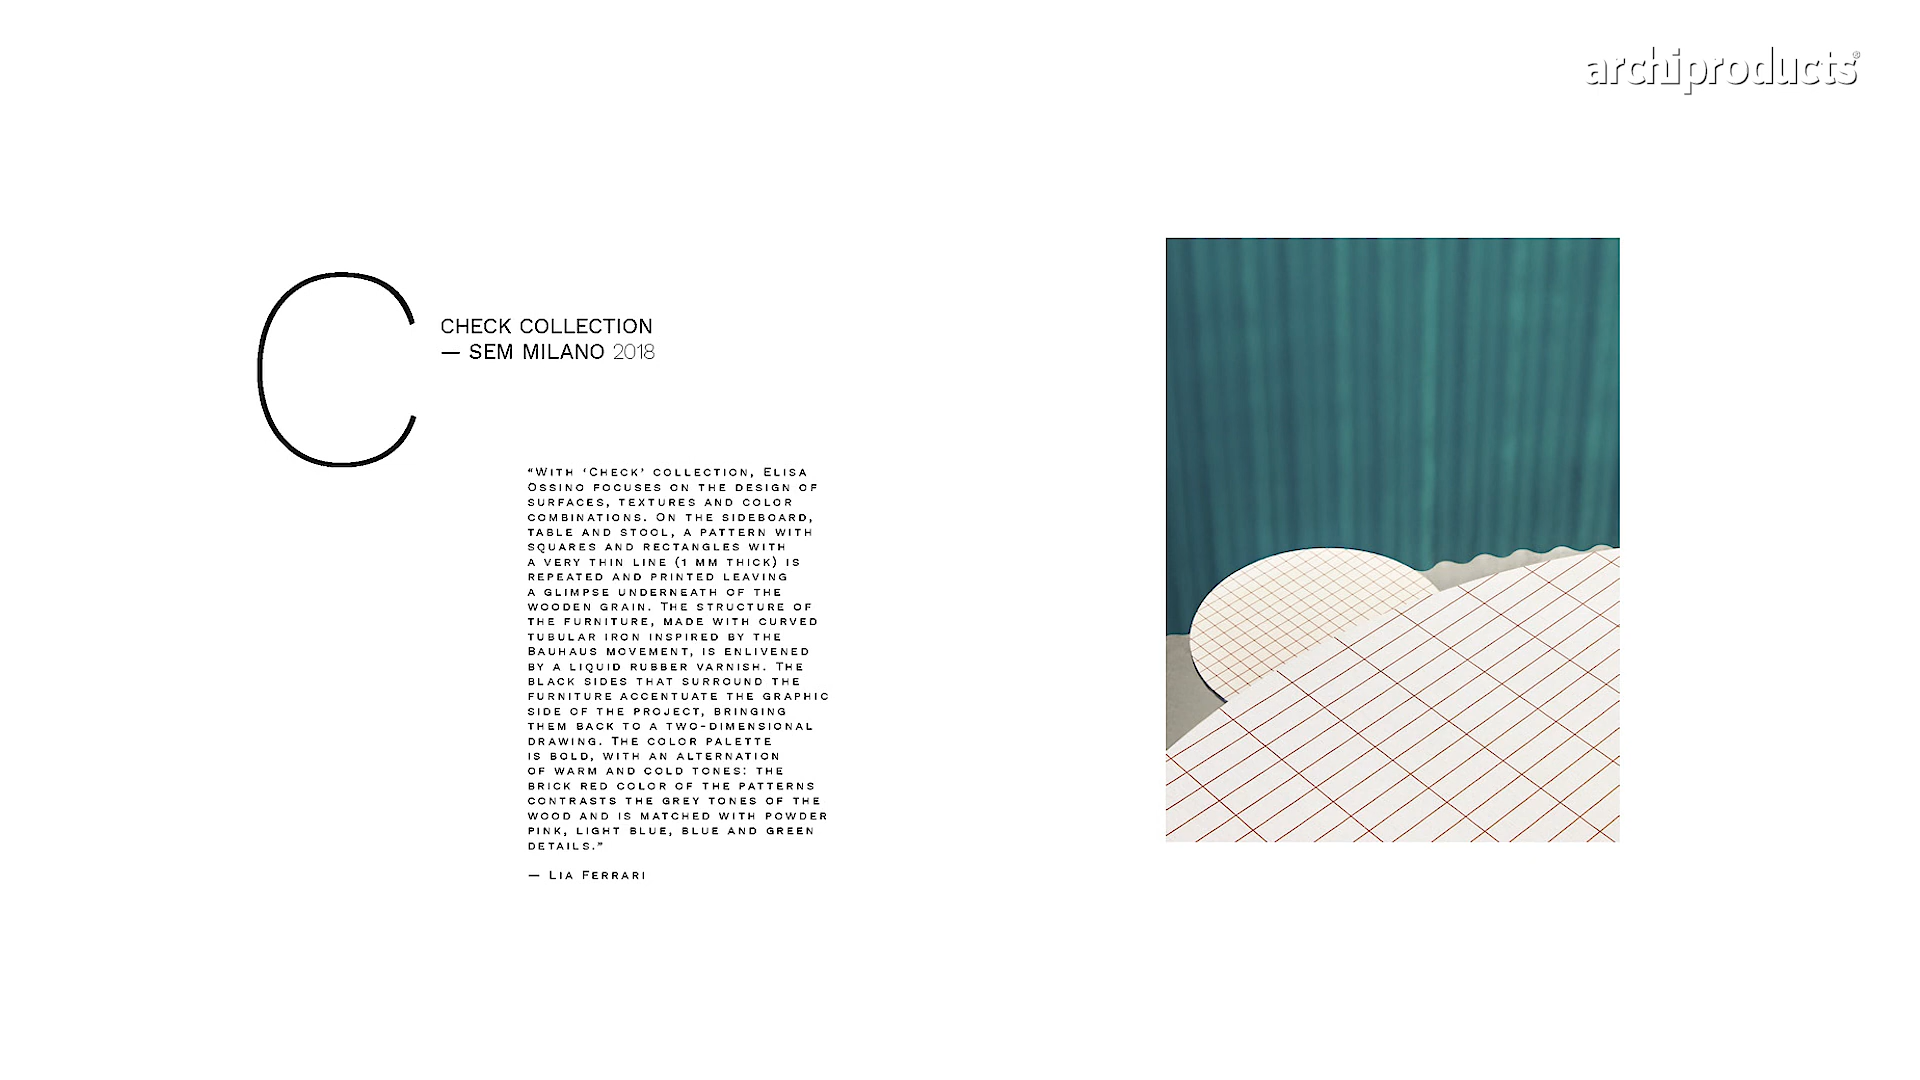 archiproducts®
C
CHECK COLLECTION
— SEM MILANO 2018
“WITH ‘CHECK’ COLLECTION, ELISA
OSSINO FOCUSES ON THE DESIGN OF
SURFACES, TEXTURES AND COLOR
COMBINATIONS. ON THE SIDEBOARD,
TABLE AND STOOL, A PATTERN WITH
SQUARES AND RECTANGLES WITH
A VERY THIN LINE (1 MM THICK) IS
REPEATED AND PRINTED LEAVING
A GLIMPSE UNDERNEATH OF THE
WOODEN GRAIN. THE STRUCTURE OF
THE FURNITURE, MADE WITH CURVED
TUBULAR IRON INSPIRED BY THE
BAUHAUS MOVEMENT, IS ENLIVENED
BY A LIQUID RUBBER VARNISH. THE
BLACK SIDES THAT SURROUND THE
FURNITURE ACCENTUATE THE GRAPHIC
SIDE OF THE PROJECT, BRINGING
THEM BACK TO A TWO-DIMENSIONAL
DRAWING. THE COLOR PALETTE
IS BOLD, WITH AN ALTERNATION
OF WARM AND COLD TONES: THE
BRICK RED COLOR OF THE PATTERNS
CONTRASTS THE GREY TONES OF THE
WOOD AND IS MATCHED WITH POWDER
PINK, LIGHT BLUE, BLUE AND GREEN
DETAILS.”
— LIA FERRARI